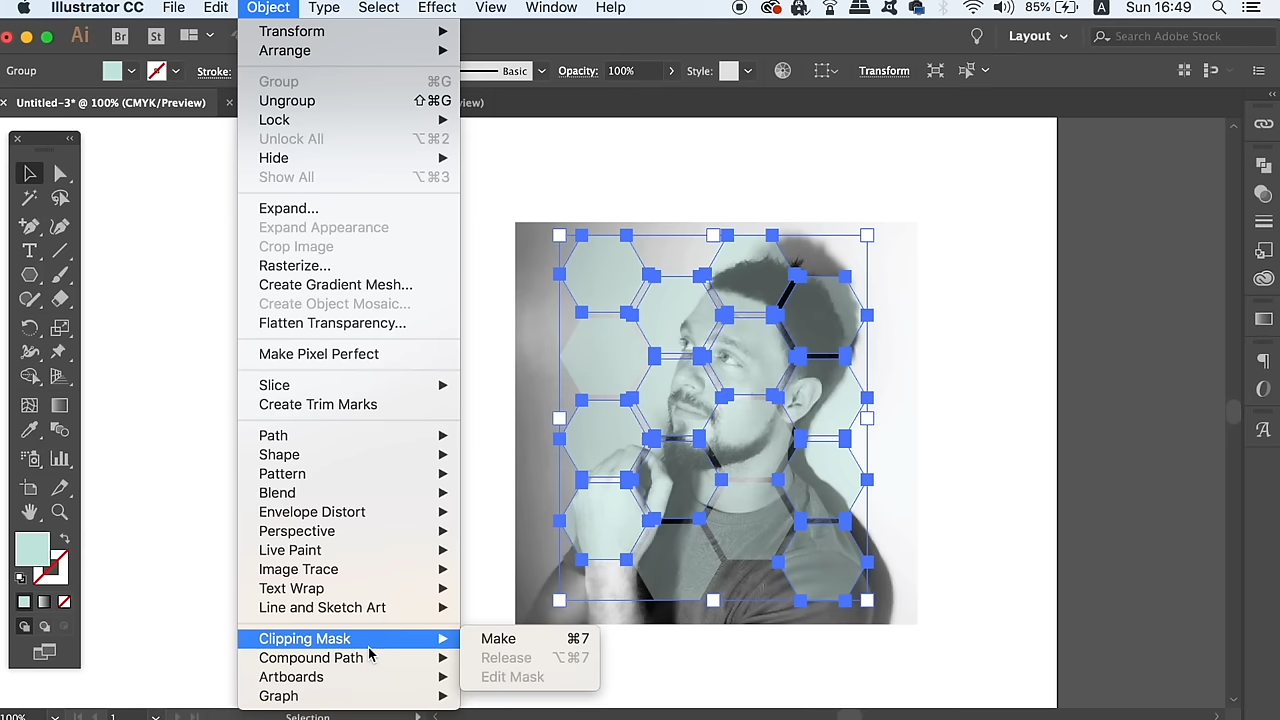 Illustrator CC File Edit Object Type Select Effect View Window Help 85% A Sun 16:49
Ai Br St Layout Search Adobe Stock
Group Stroke: Basic Opacity: 100% Style: Transform
Untitled-3* @ 100% (CMYK/Preview) view)
Transform
Arrange
Group ⌘G
Ungroup ⇧⌘G
Lock
Unlock All ⌥⌘2
Hide
Show All ⌥⌘3
Expand...
Expand Appearance
Crop Image
Rasterize...
Create Gradient Mesh...
Create Object Mosaic...
Flatten Transparency...
Make Pixel Perfect
Slice
Create Trim Marks
Path
Shape
Pattern
Blend
Envelope Distort
Perspective
Live Paint
Image Trace
Text Wrap
Line and Sketch Art
Clipping Mask
Make ⌘7
Compound Path
Release ⌥⌘7
Artboards
Edit Mask
Graph
100% 1 Selection